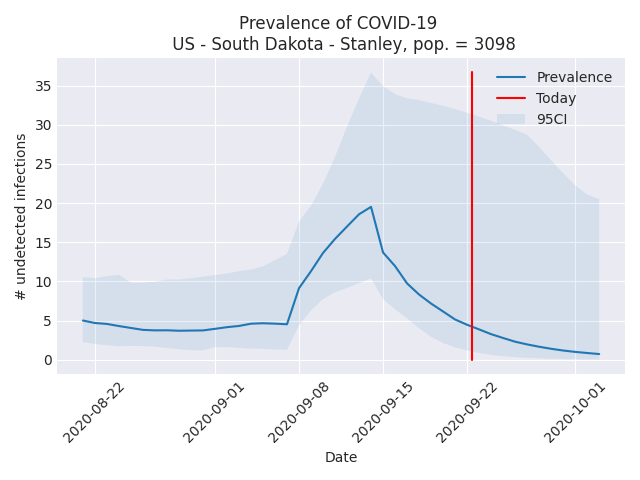 Prevalence of COVID-19
US - South Dakota - Stanley, pop. = 3098
Prevalence
Today
95CI
# undetected infections
35
30
25
20
15
10
5
0
2020-08-22
2020-09-01
2020-09-08
2020-09-15
2020-09-22
2020-10-01
Date